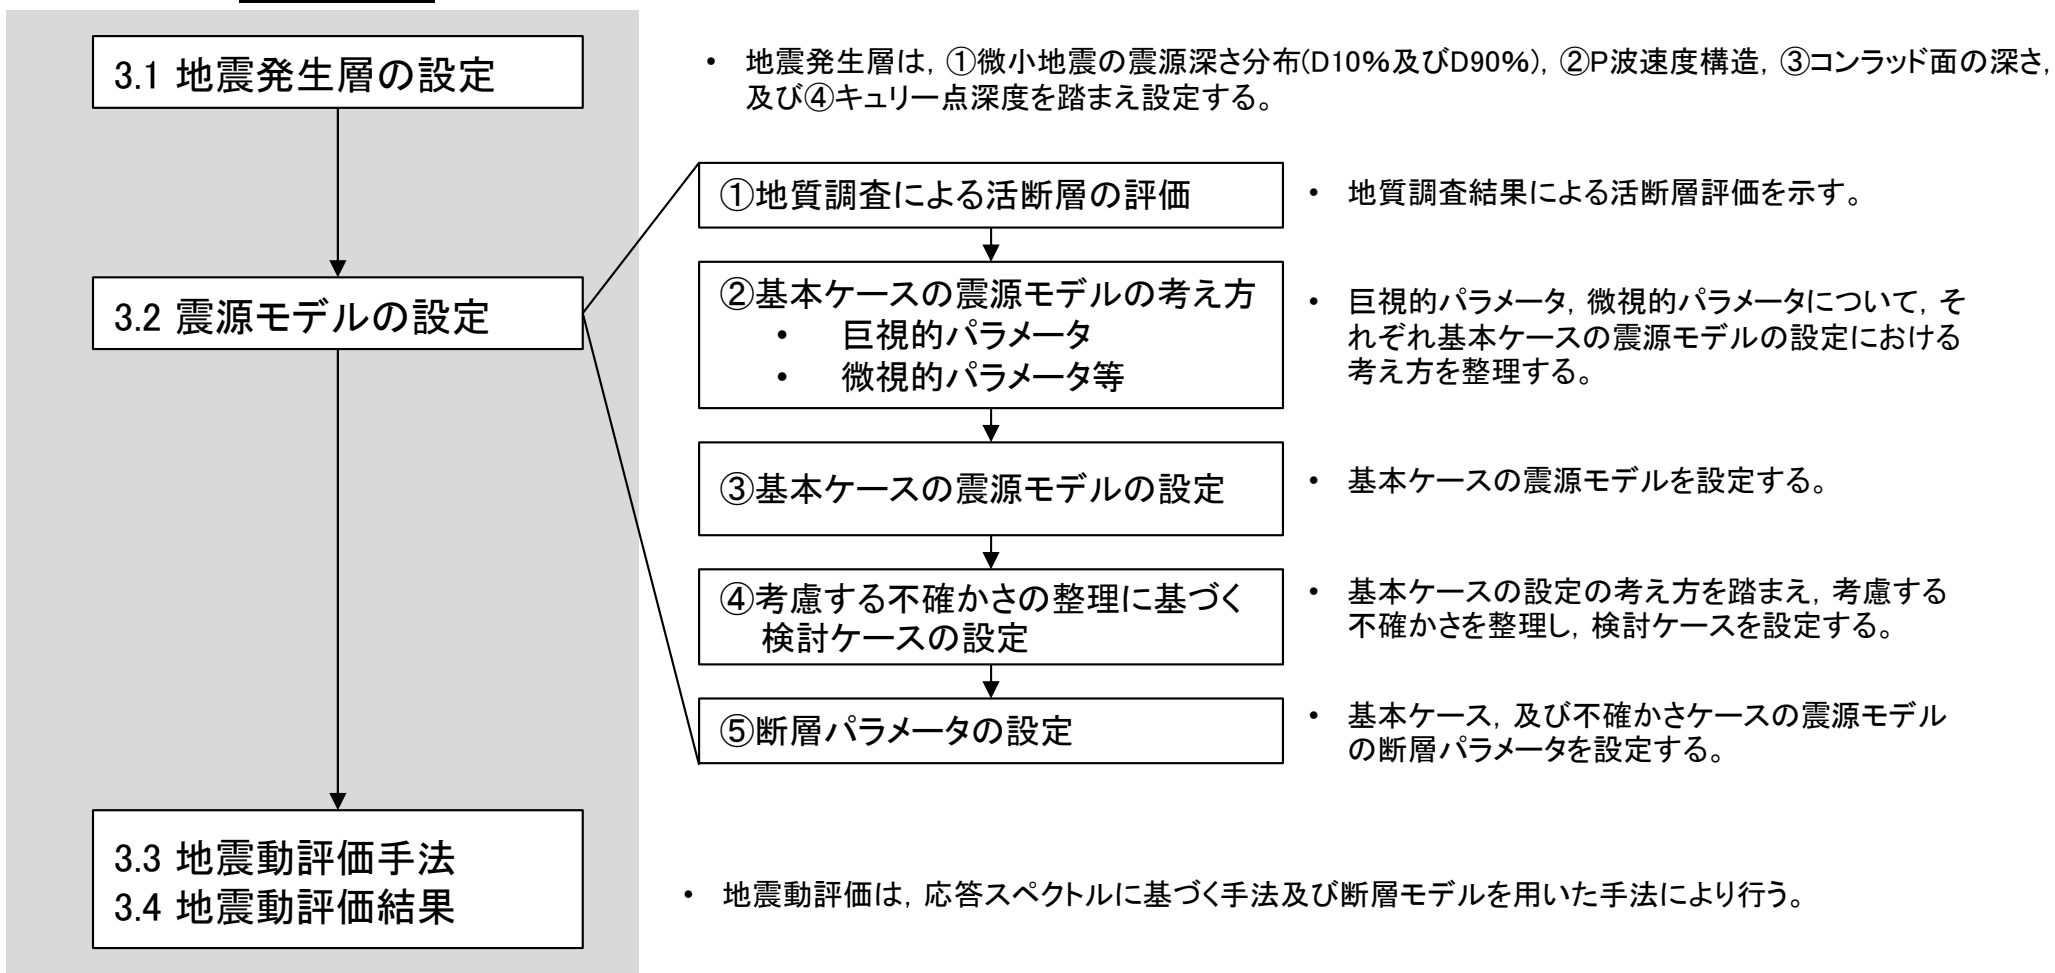 3.1 地震発生層の設定
• 地震発生層は，①微小地震の震源深さ分布(D10%及びD90%)，②P波速度構造，③コンラッド面の深さ，
及び④キュリー点深度を踏まえ設定する。
3.2 震源モデルの設定
①地質調査による活断層の評価
• 地質調査結果による活断層評価を示す。
②基本ケースの震源モデルの考え方
• 巨視的パラメータ
• 微視的パラメータ等
• 巨視的パラメータ，微視的パラメータについて，そ
れぞれ基本ケースの震源モデルの設定における
考え方を整理する。
③基本ケースの震源モデルの設定
• 基本ケースの震源モデルを設定する。
④考慮する不確かさの整理に基づく
検討ケースの設定
• 基本ケースの設定の考え方を踏まえ，考慮する
不確かさを整理し，検討ケースを設定する。
⑤断層パラメータの設定
• 基本ケース，及び不確かさケースの震源モデル
の断層パラメータを設定する。
3.3 地震動評価手法
3.4 地震動評価結果
• 地震動評価は，応答スペクトルに基づく手法及び断層モデルを用いた手法により行う。